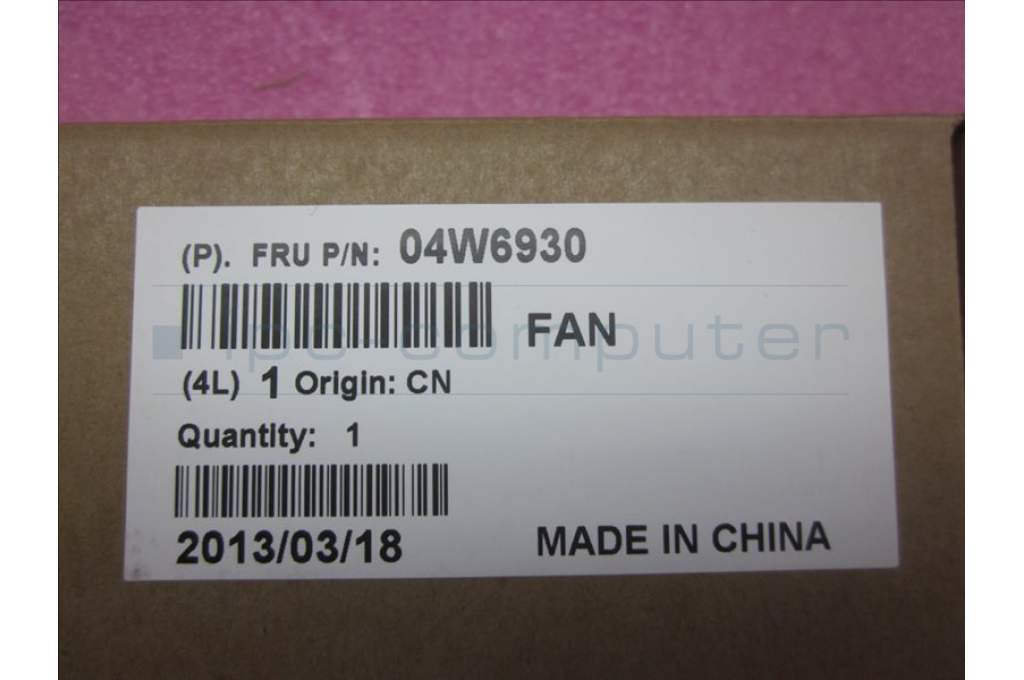 (P). FRU P/N: 04W6930
FAN
ipc-computer
(4L) 1 Origin: CN
Quantity: 1
2013/03/18
MADE IN CHINA